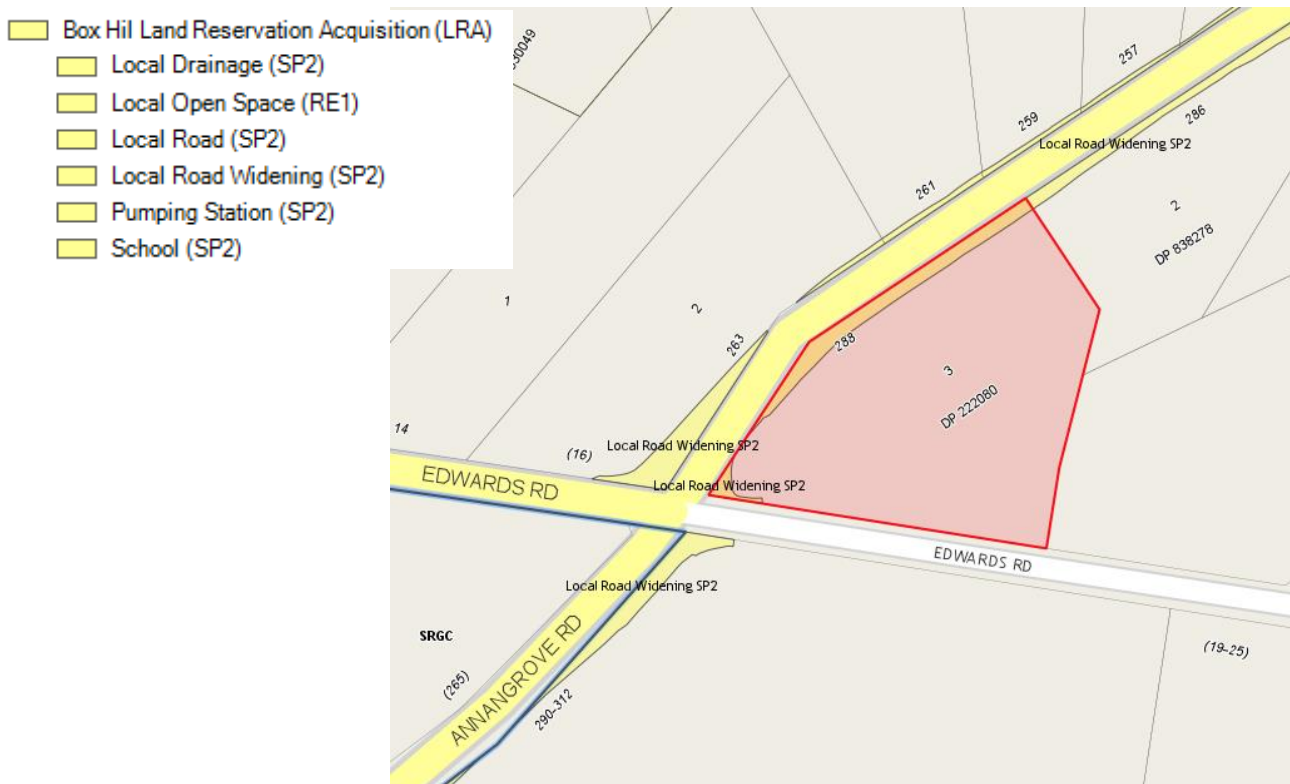 Box Hil Land Reservation Acquisition (LRA)
Local Drainage (SP2)
Local Open Space (RE1)
Local Road (SP2)
Local Road Widening (SP2)
Pumping Station (SP2)
School (SP2)
257
259
286
Local Road Widening SP2
261
2
DP 838278
1
2
263
288
3
DP 222080
14
(16)
Local Road Widening SP2
EDWARDS RD
Local Road Widening SP2
EDWARDS RD
Local Road Widening SP2
SRGC
(19-25)
(265)
ANNANGROVE RD
290-312